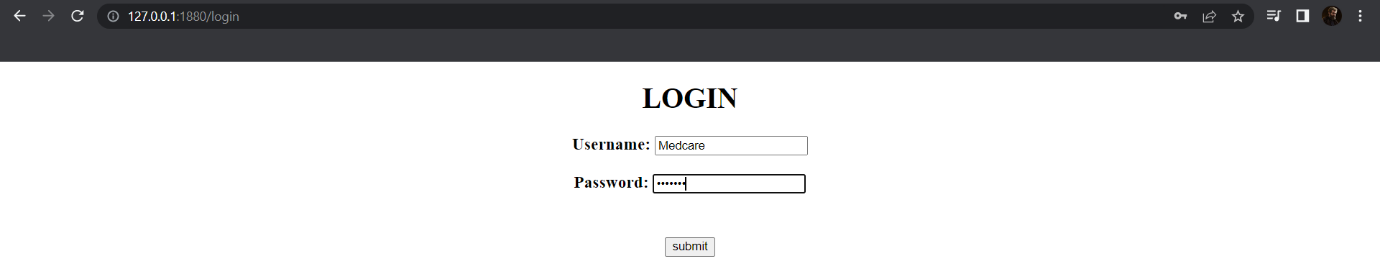 127.0.0.1:1880/login
LOGIN
Username: Medcare
Password: •••••••
submit